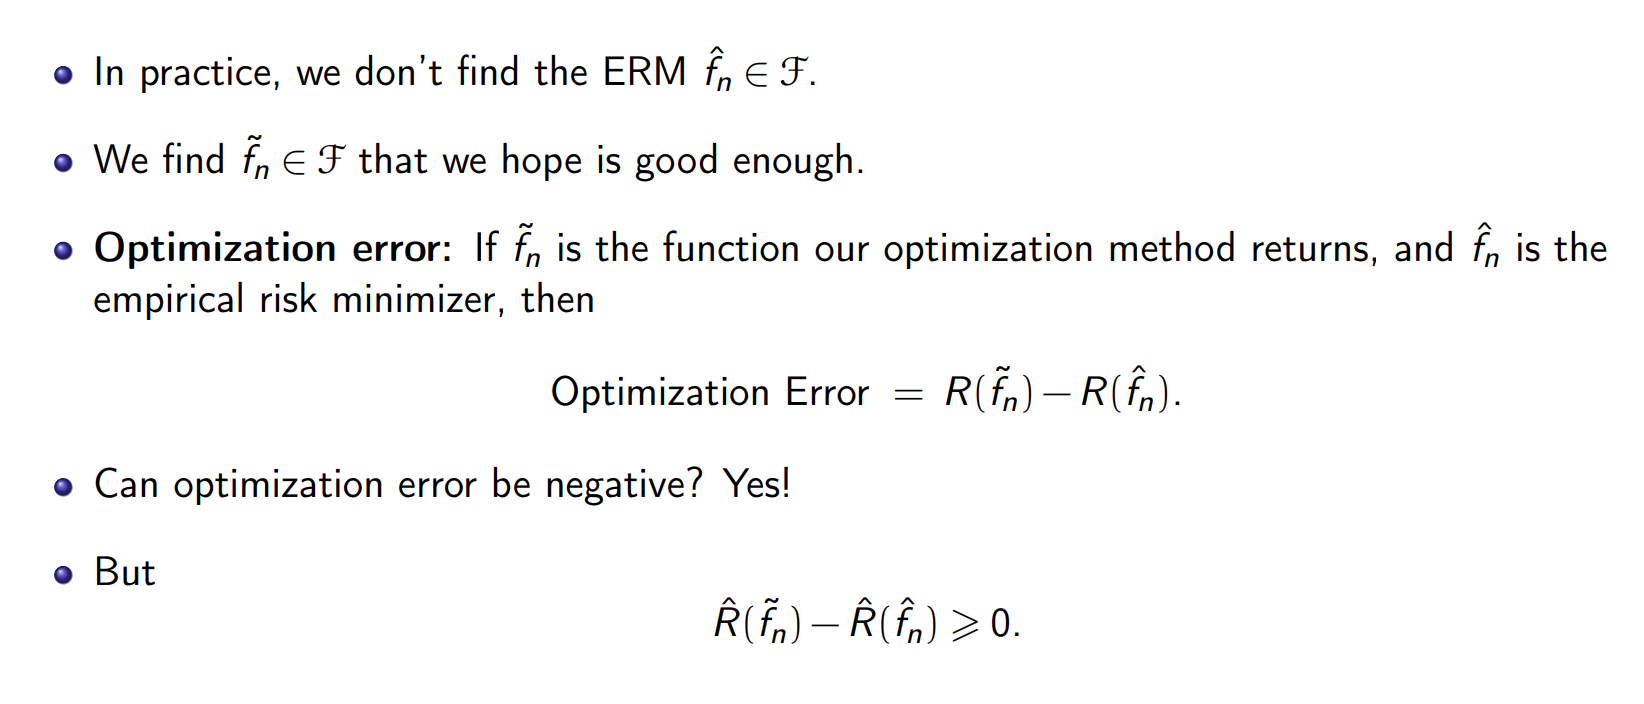 • In practice, we don't find the ERM f̂ₙ ∈ ℱ.
• We find f̃ₙ ∈ ℱ that we hope is good enough.
• Optimization error: If f̃ₙ is the function our optimization method returns, and f̂ₙ is the
empirical risk minimizer, then
Optimization Error = R(f̃ₙ) − R(f̂ₙ).
• Can optimization error be negative? Yes!
• But
R̂(f̃ₙ) − R̂(f̂ₙ) ⩾ 0.